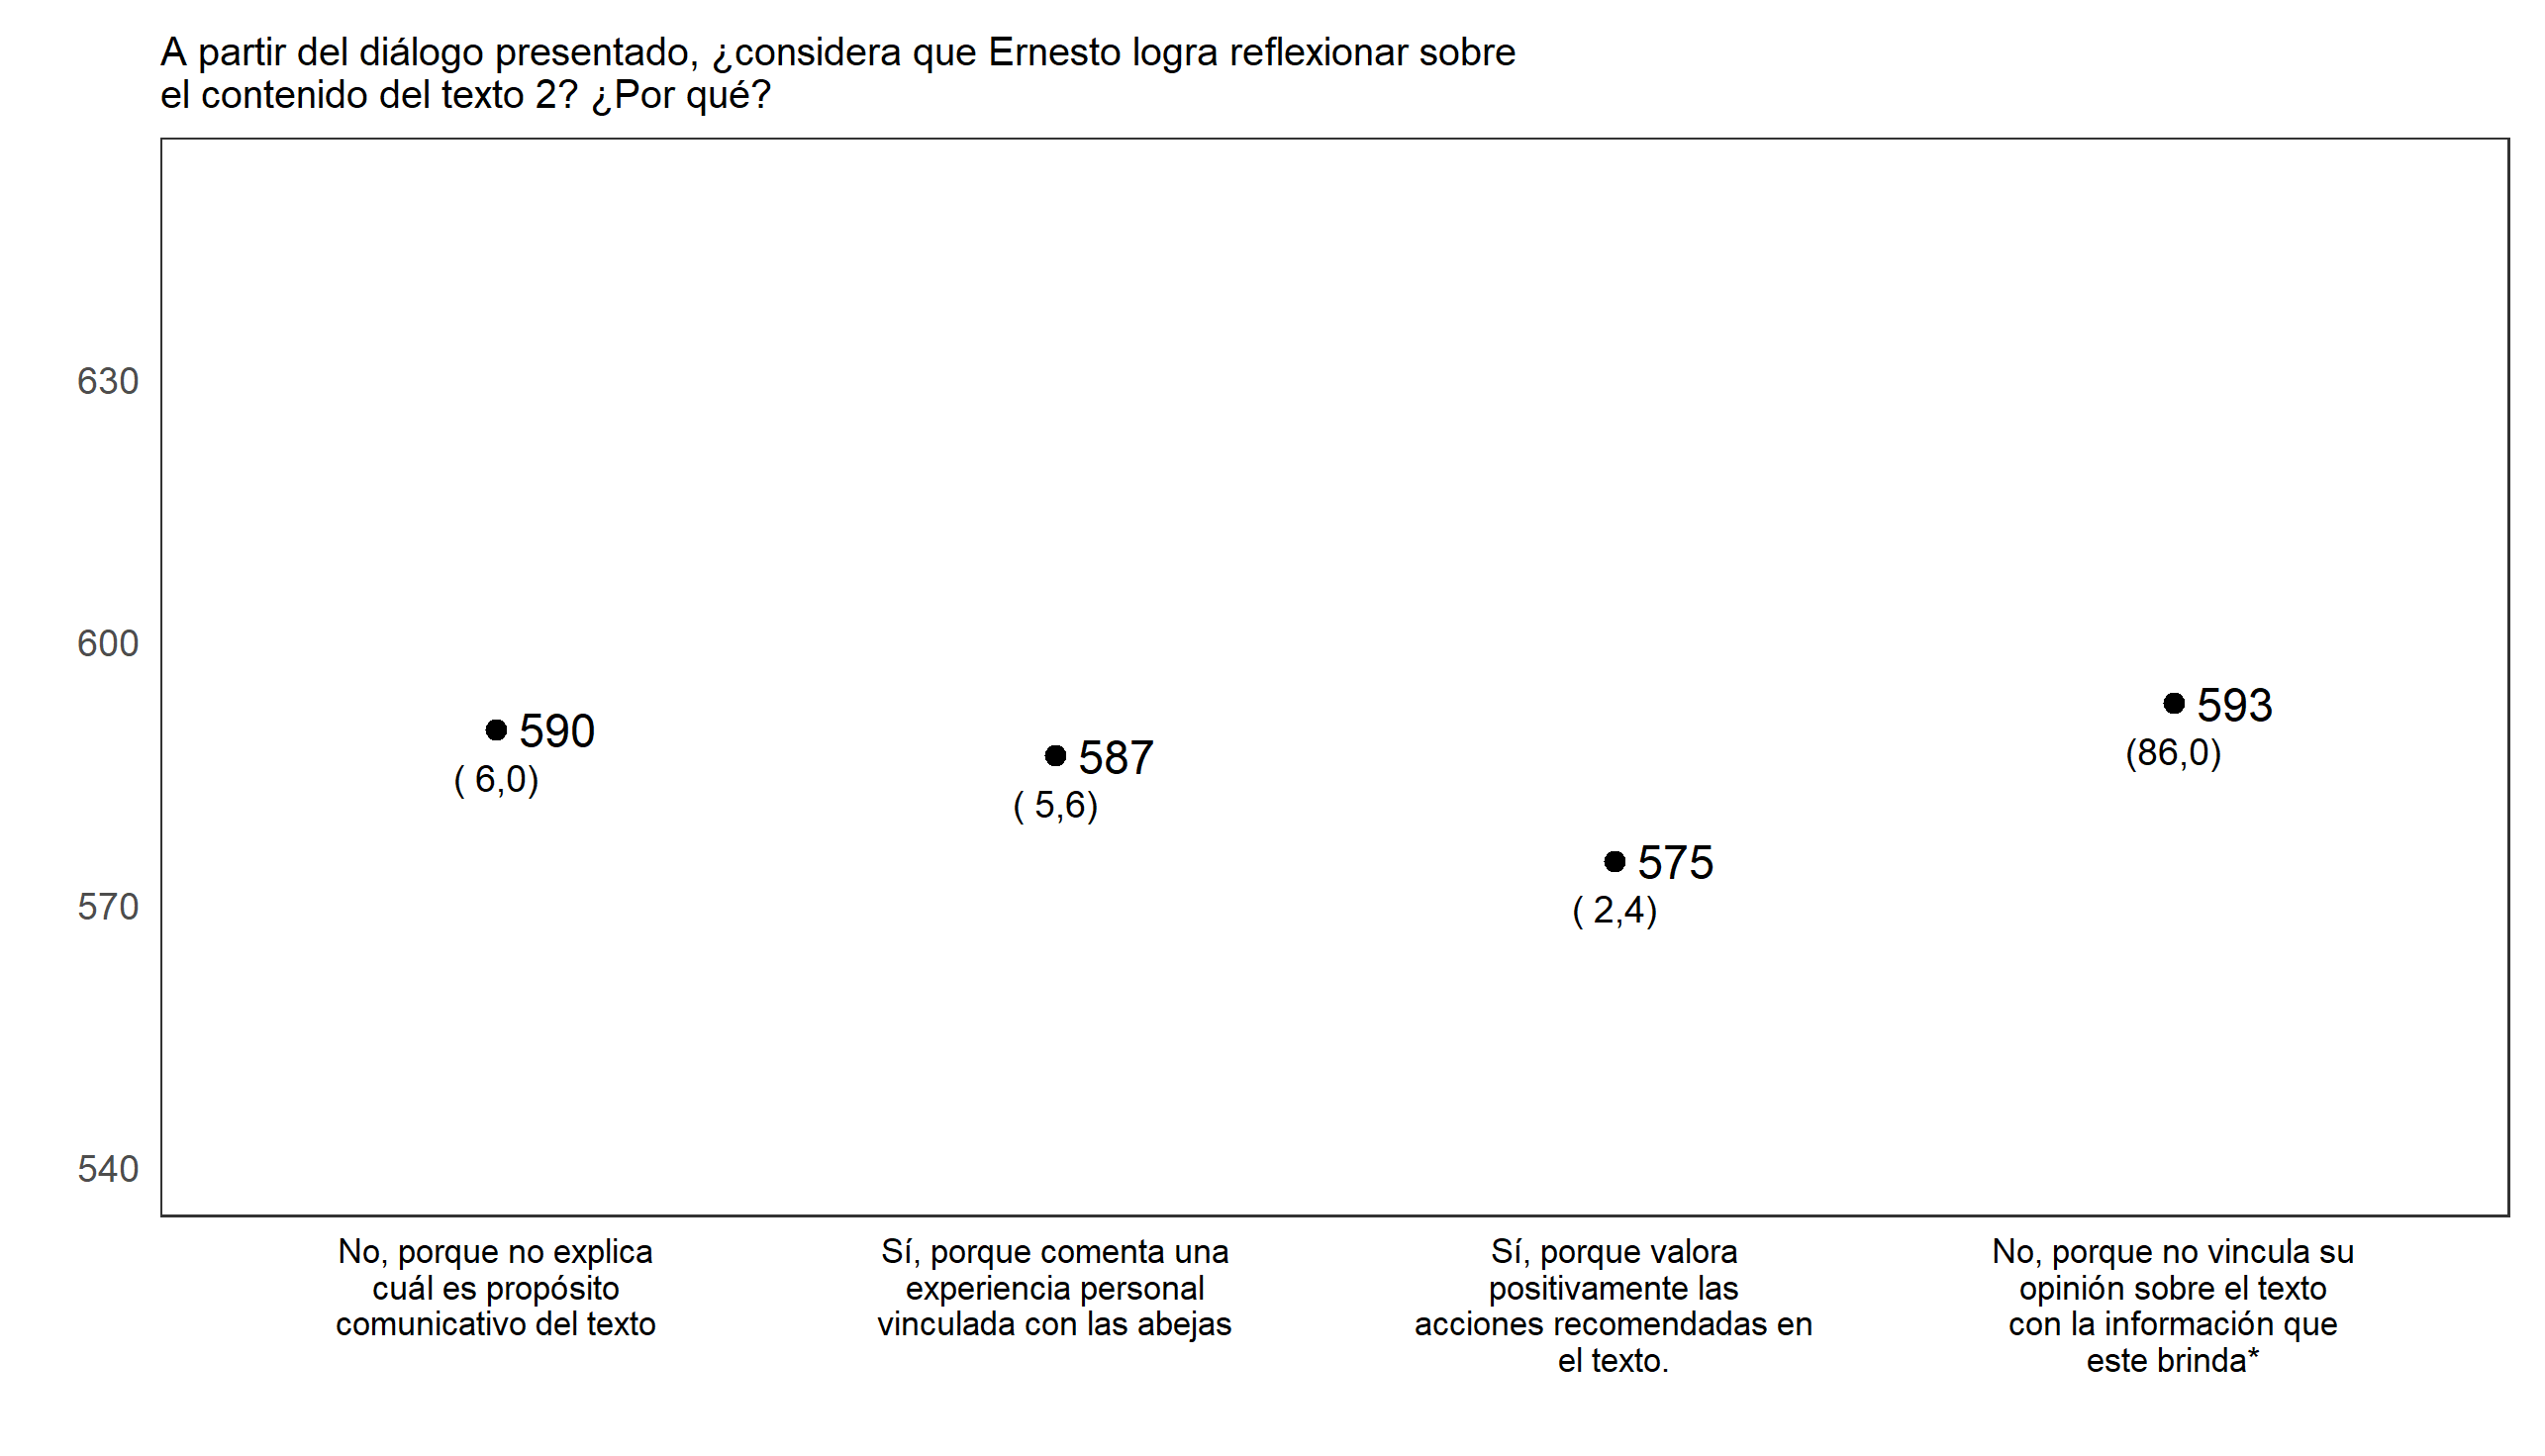 A partir del diálogo presentado, ¿considera que Ernesto logra reflexionar sobre
el contenido del texto 2? ¿Por qué?
630
600
570
540
590
( 6,0)
587
( 5,6)
575
( 2,4)
593
(86,0)
No, porque no explica
cuál es propósito
comunicativo del texto
Sí, porque comenta una
experiencia personal
vinculada con las abejas
Sí, porque valora
positivamente las
acciones recomendadas en
el texto.
No, porque no vincula su
opinión sobre el texto
con la información que
este brinda*